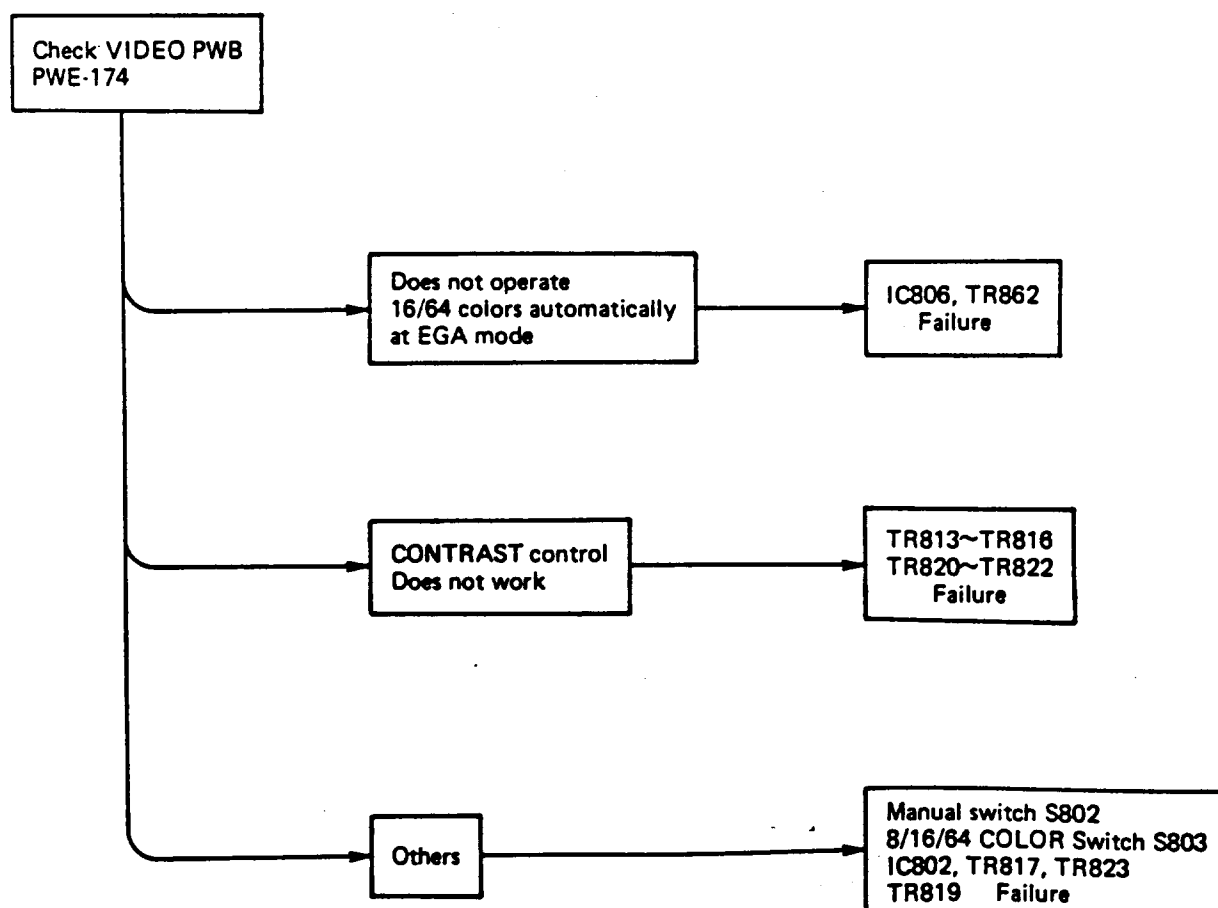 Check VIDEO PWB
PWE-174
Does not operate
16/64 colors automatically
at EGA mode
IC806, TR862
Failure
CONTRAST control
Does not work
TR813~TR816
TR820~TR822
Failure
Others
Manual switch S802
8/16/64 COLOR Switch S803
IC802, TR817, TR823
TR819 Failure